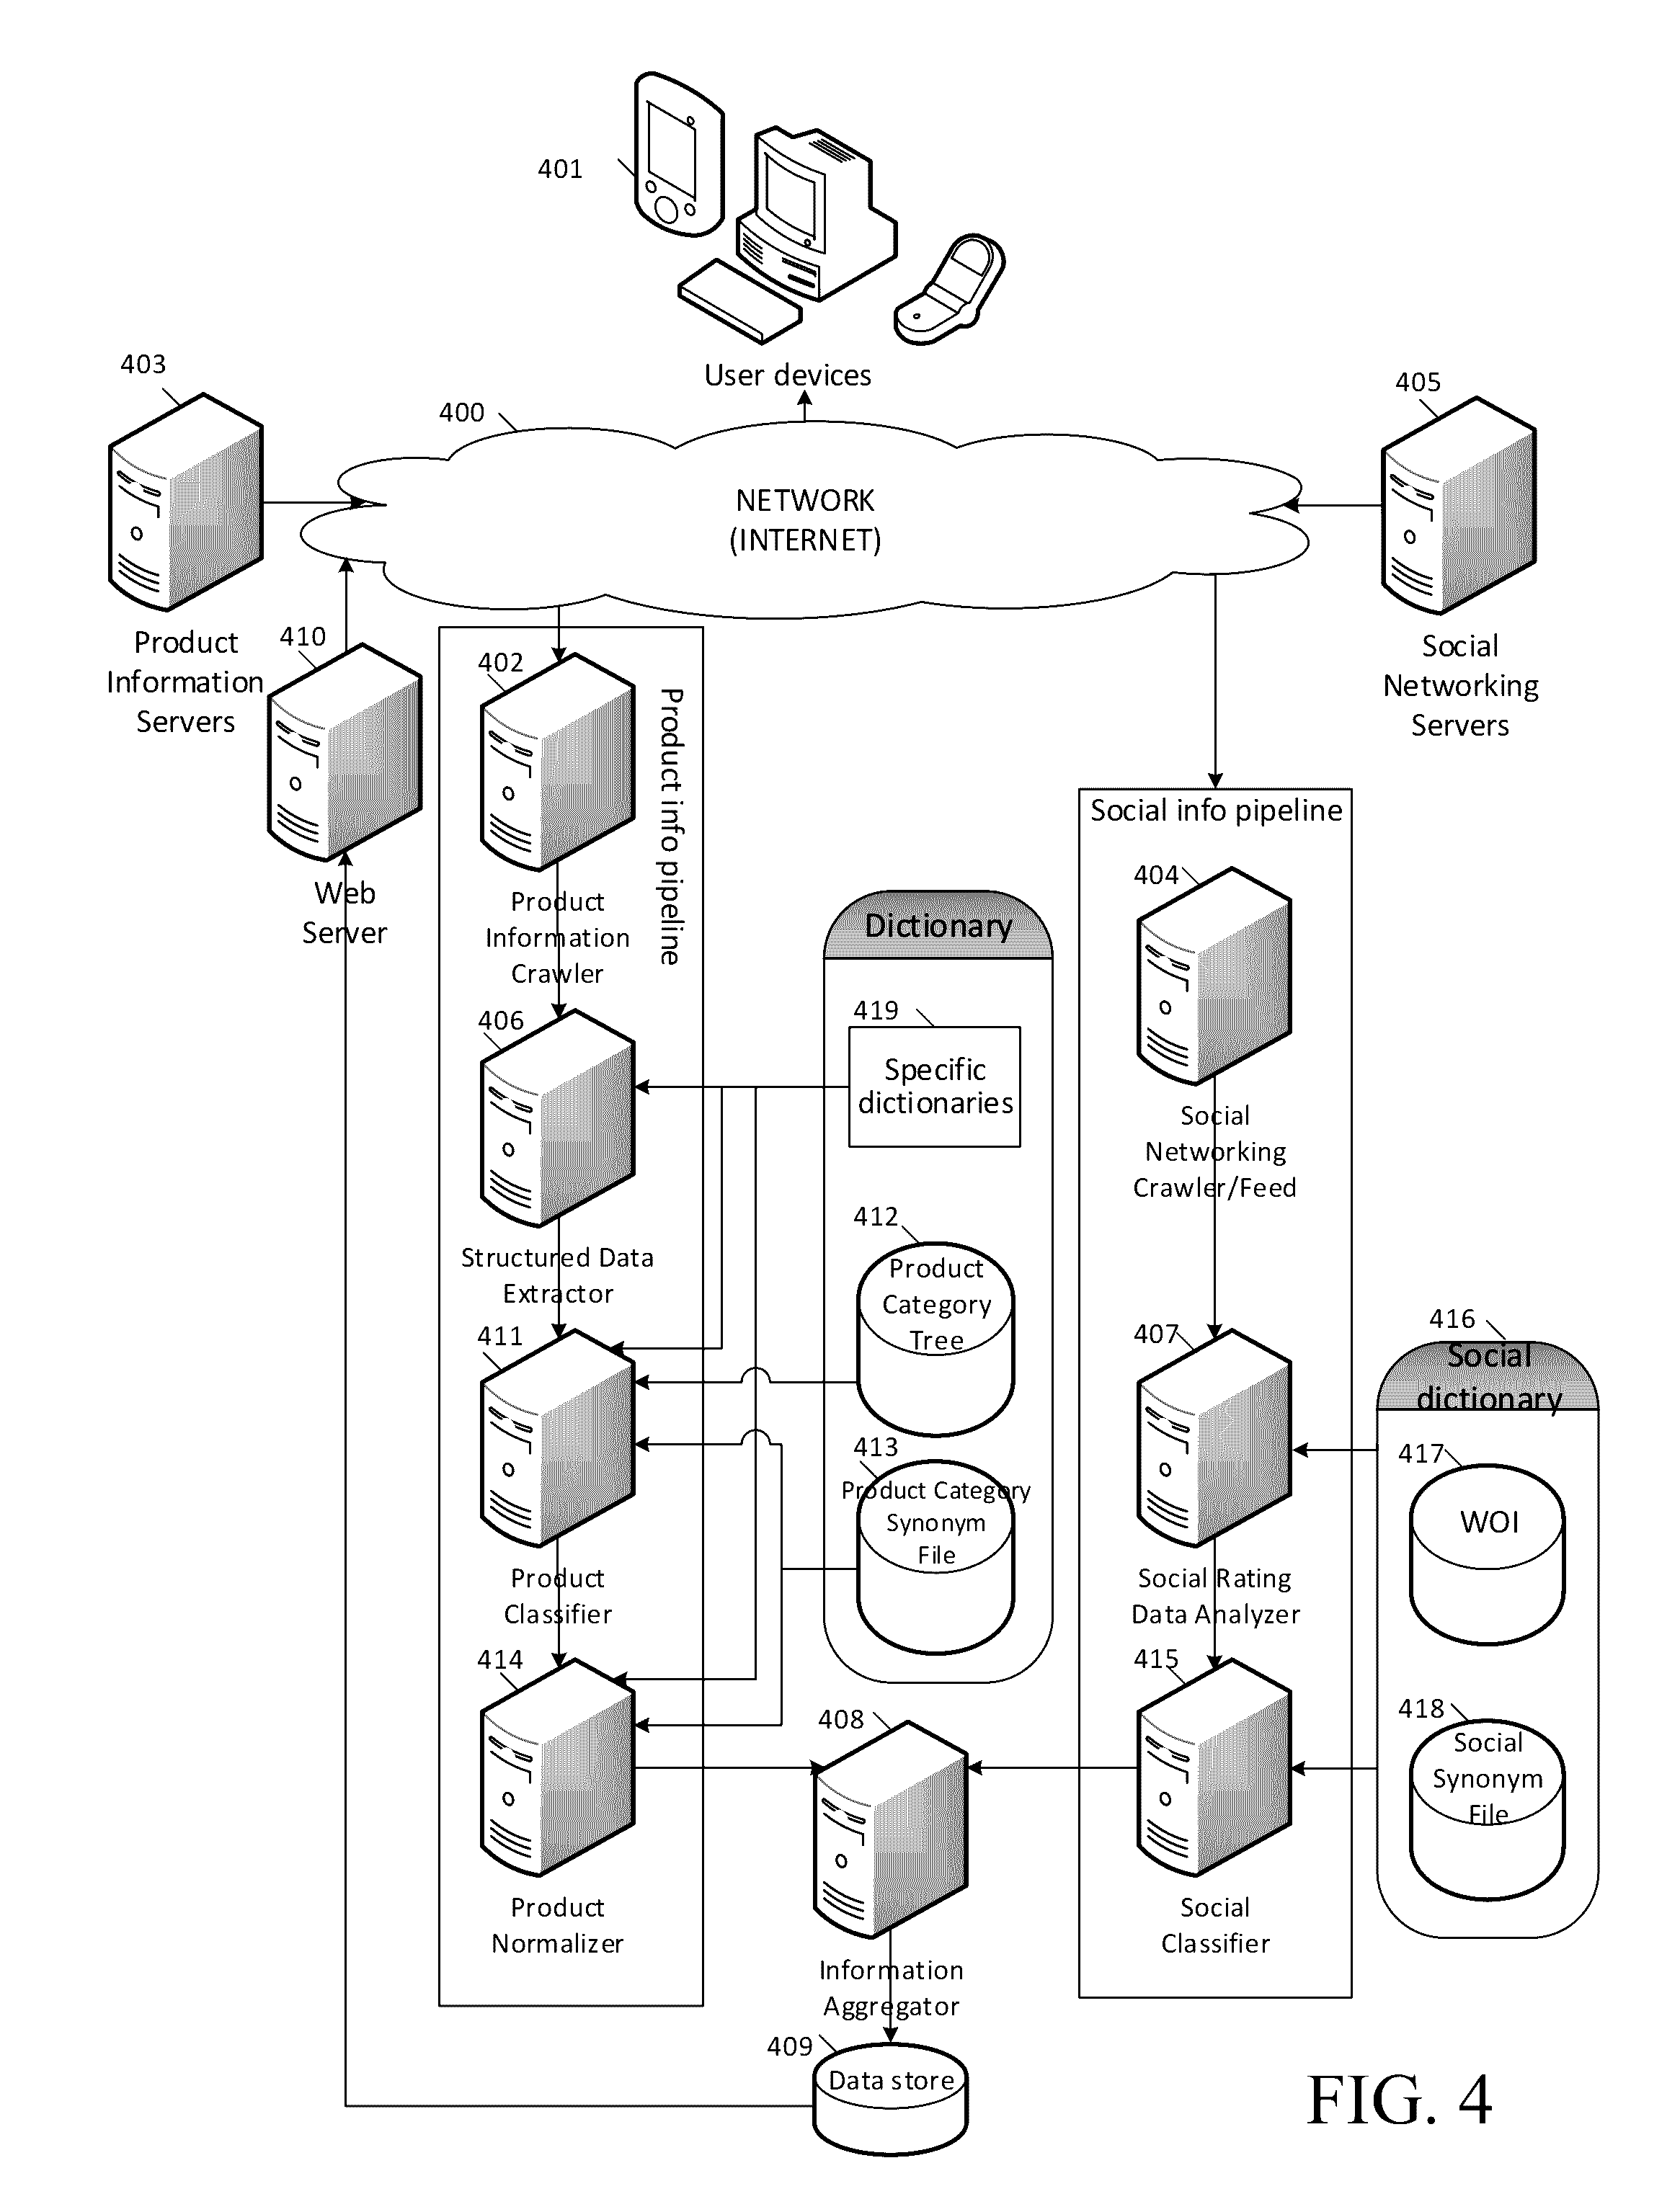 401
User devices
403
400
405
NETWORK
(INTERNET)
Product
Information
Servers
410
Web
Server
Social
Networking
Servers
402
Product info pipeline
Product
Information
Crawler
406
Structured Data
Extractor
411
Product
Classifier
414
Product
Normalizer
Dictionary
419
Specific
dictionaries
412
Product
Category
Tree
413
Product Category
Synonym
File
408
Information
Aggregator
409
Data store
Social info pipeline
404
Social
Networking
Crawler/Feed
407
Social Rating
Data Analyzer
415
Social
Classifier
416
Social
dictionary
417
WOI
418
Social
Synonym
File
FIG. 4